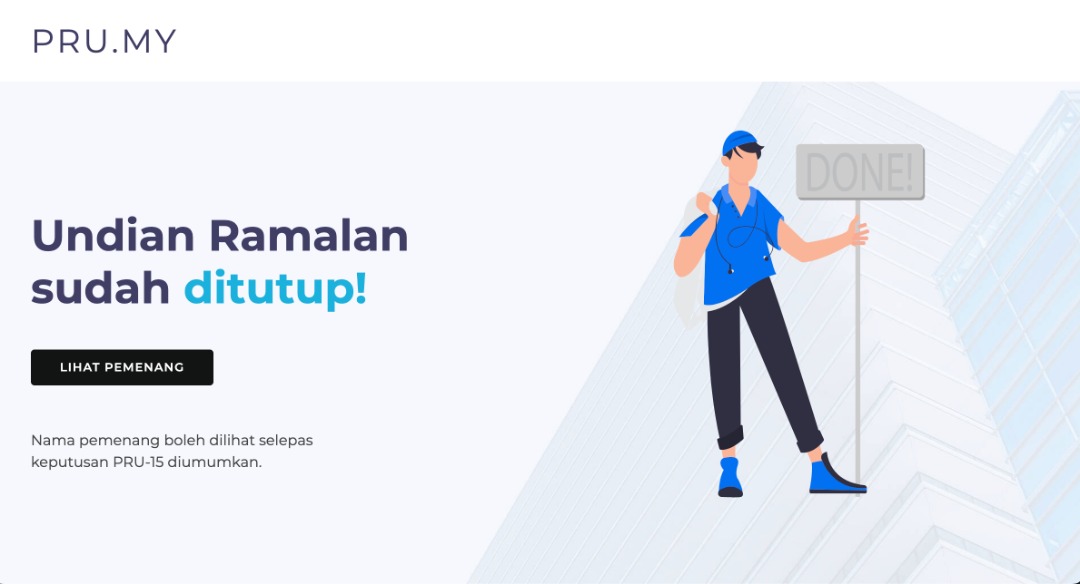 PRU.MY
Undian Ramalan
sudah ditutup!
LIHAT PEMENANG
Nama pemenang boleh dilihat selepas
keputusan PRU-15 diumumkan.
DONE!